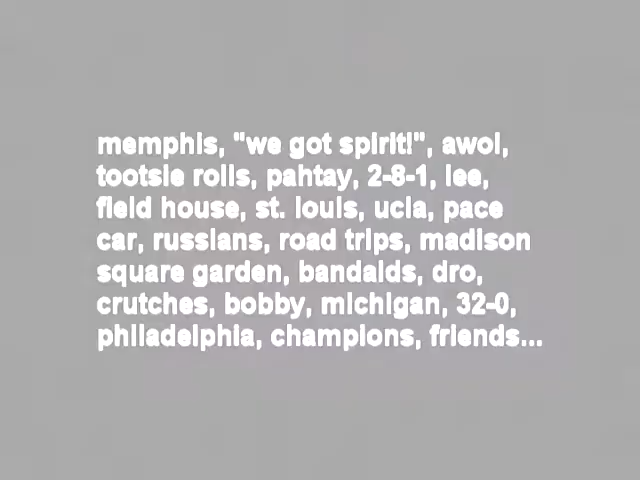 memphis, "we got spirit!", awol,
tootsie rolls, pahtay, 2-8-1, lee,
field house, st. louis, ucla, pace
car, russians, road trips, madison
square garden, bandaids, dro,
crutches, bobby, michigan, 32-0,
philadelphia, champions, friends...